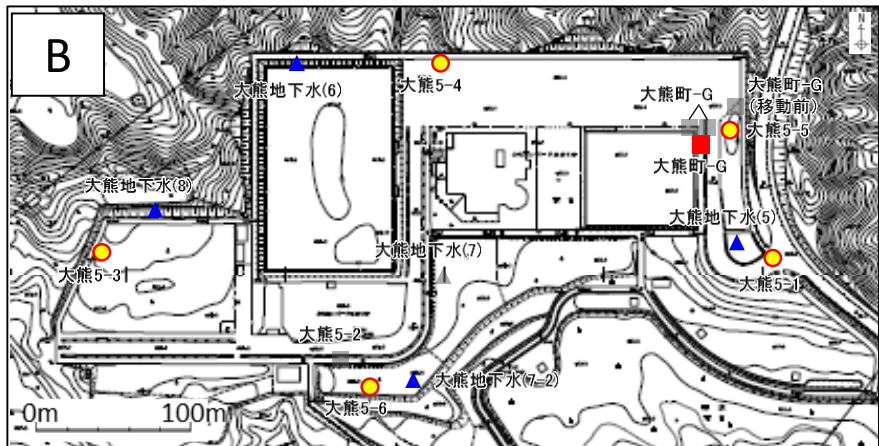 B
N
大熊地下水(6)
大熊5-4
大熊町-G
大熊町-G
(移動前)
大熊5-5
大熊町-G
大熊地下水(8)
大熊地下水(5)
大熊5-3
大熊地下水(7)
大熊5-1
大熊5-2
大熊地下水(7-2)
大熊5-6
0m
100m